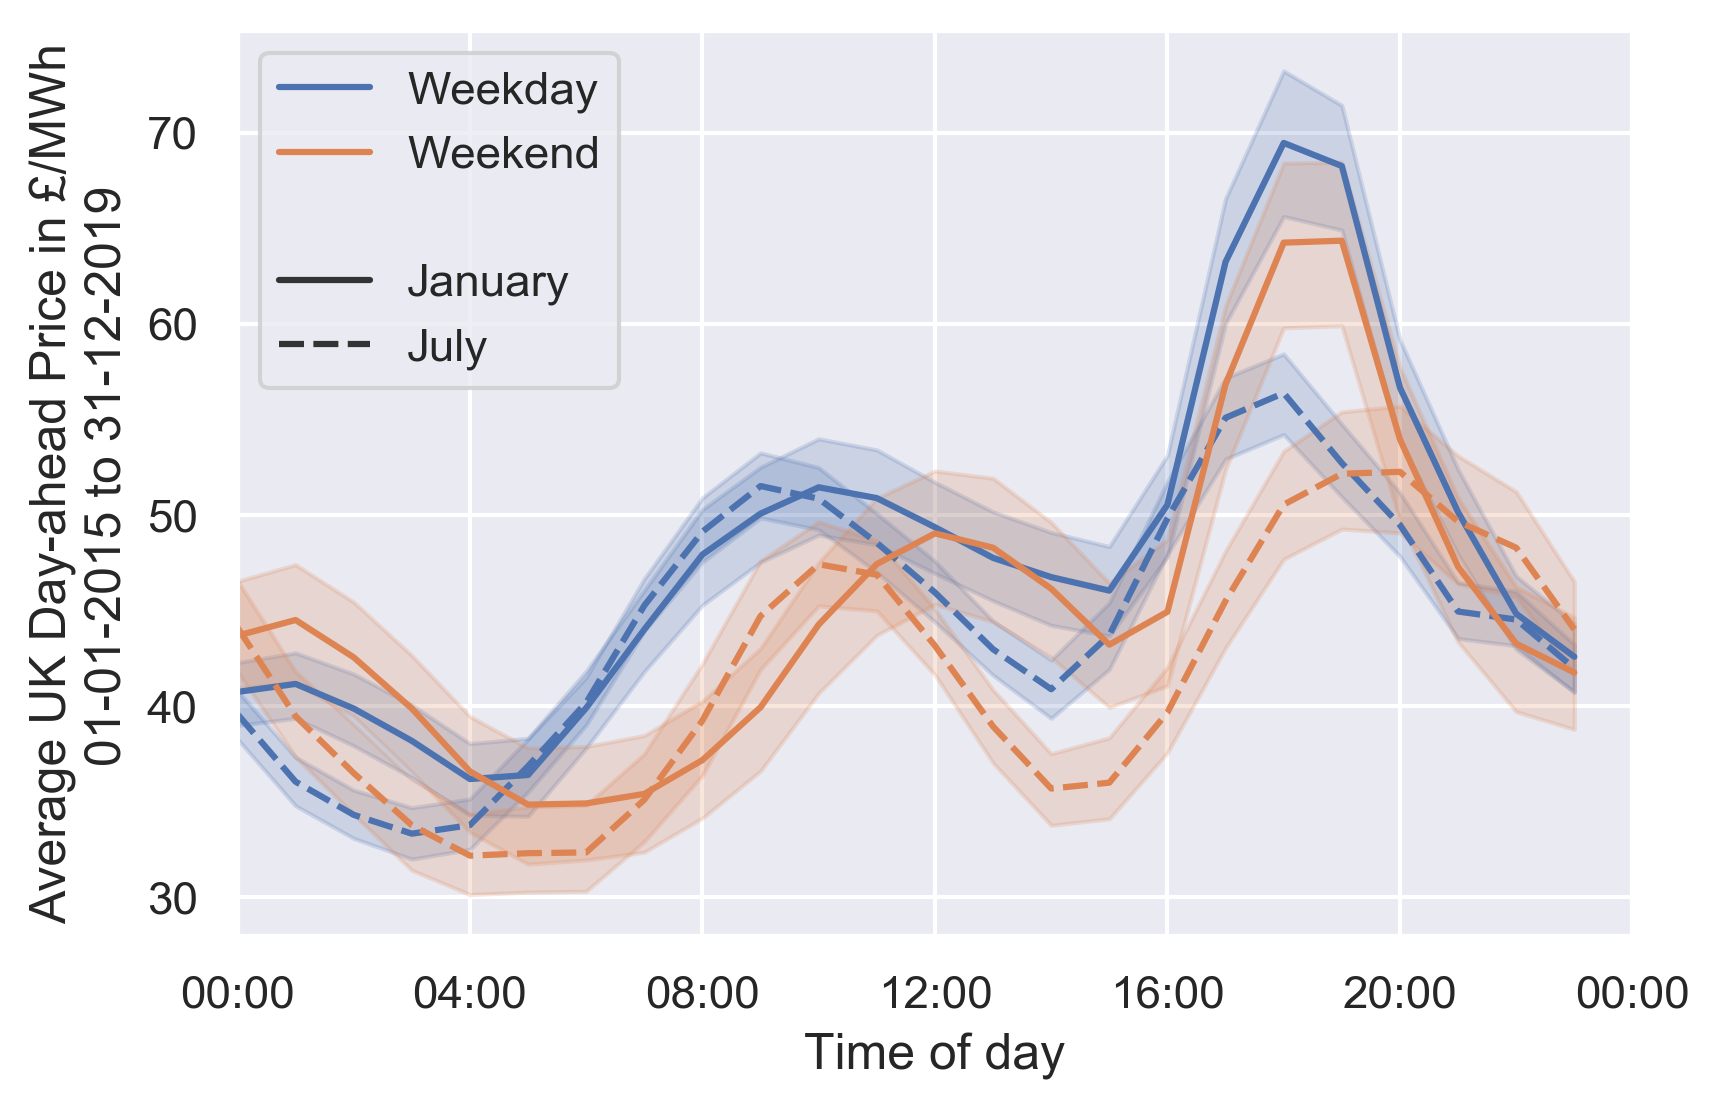 Average UK Day-ahead Price in £/MWh
01-01-2015 to 31-12-2019
70
60
50
40
30
Weekday
Weekend
January
July
00:00 04:00 08:00 12:00 16:00 20:00 00:00
Time of day